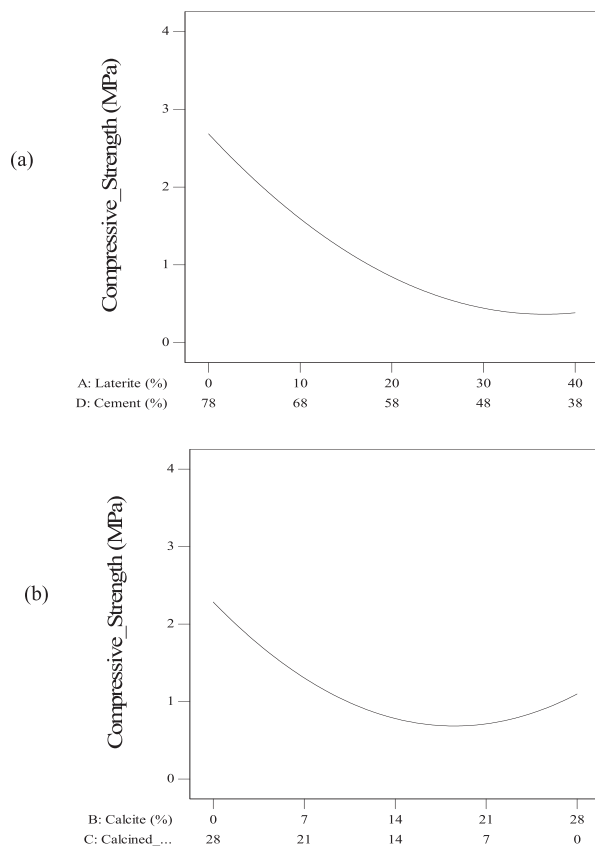 (a)
Compressive_Strength (MPa)
4
3
2
1
0
A: Laterite (%) 0 10 20 30 40
D: Cement (%) 78 68 58 48 38
(b)
Compressive_Strength (MPa)
4
3
2
1
0
B: Calcite (%) 0 7 14 21 28
C: Calcined_... 28 21 14 7 0